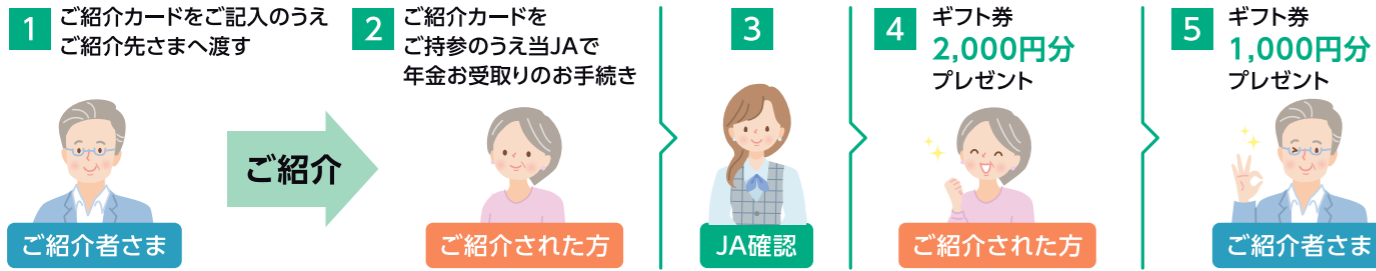 1
ご紹介カードをご記入のうえ
ご紹介先さまへ渡す
ご紹介者さま
ご紹介
2
ご紹介カードを
ご持参のうえ当JAで
年金お受取りのお手続き
ご紹介された方
3
JA確認
4
ギフト券
2,000円分
プレゼント
ご紹介された方
5
ギフト券
1,000円分
プレゼント
ご紹介者さま